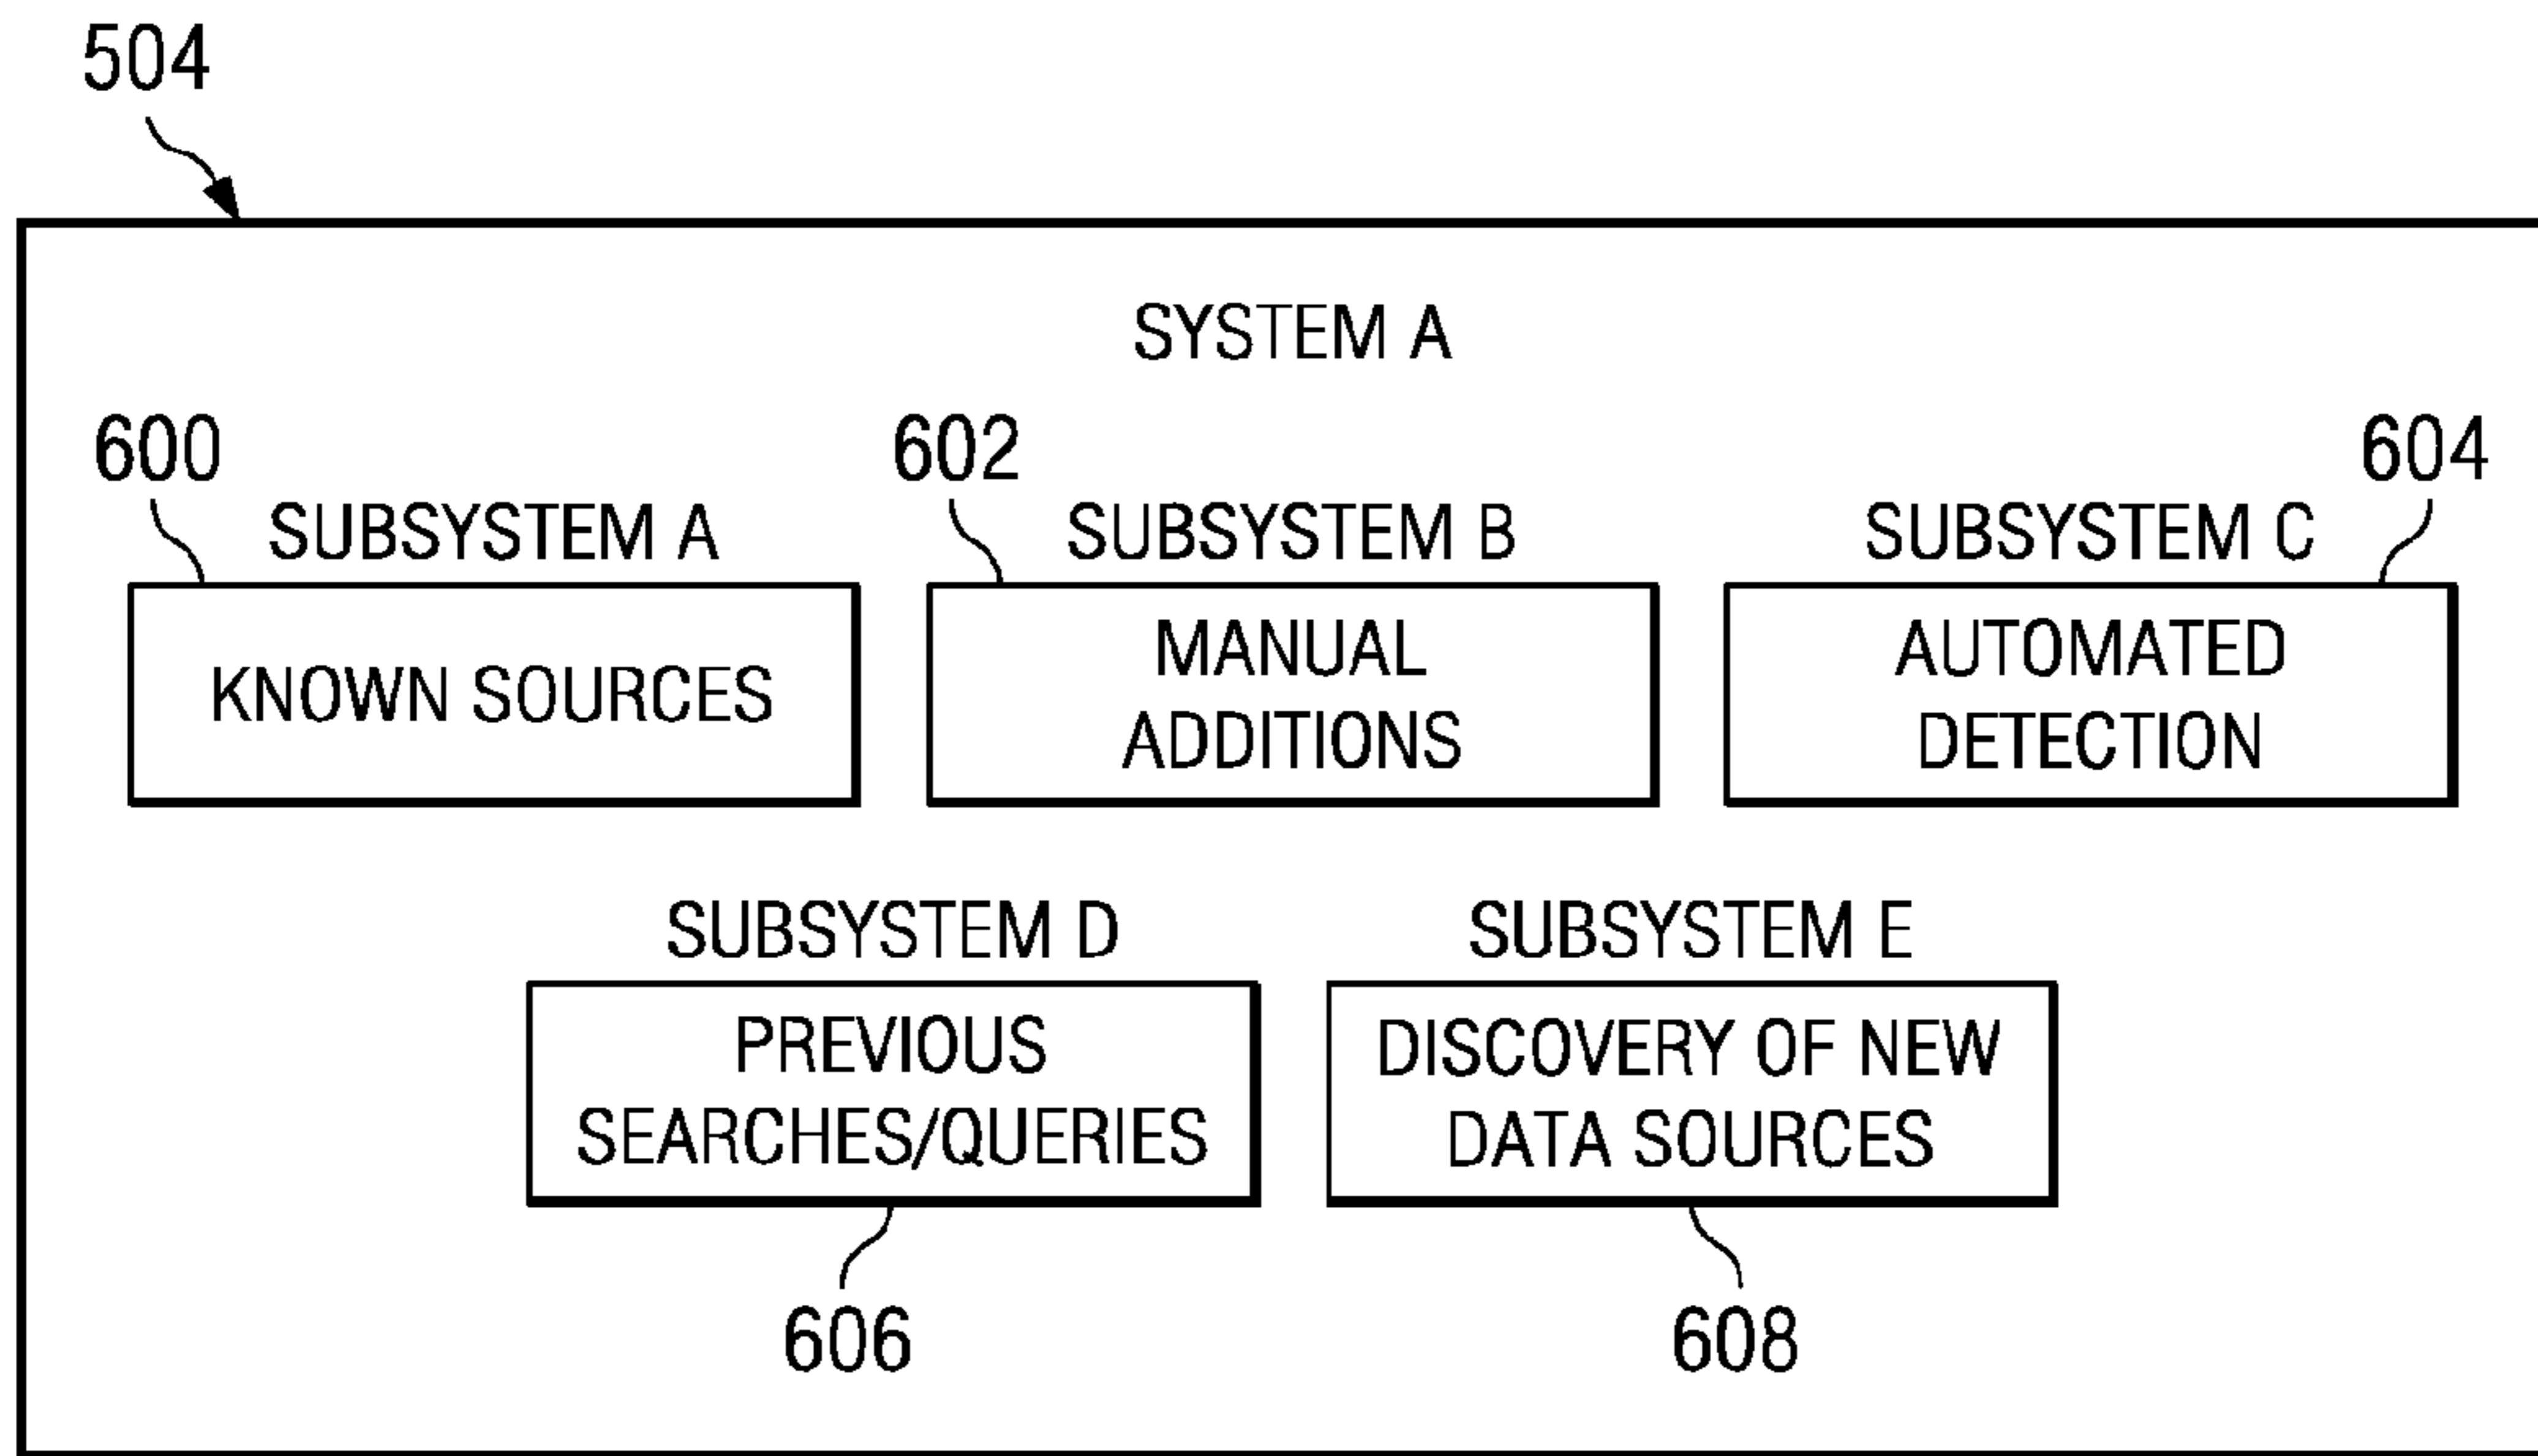 504
SYSTEM A
600
602
604
SUBSYSTEM A
SUBSYSTEM B
SUBSYSTEM C
KNOWN SOURCES
MANUAL
ADDITIONS
AUTOMATED
DETECTION
SUBSYSTEM D
SUBSYSTEM E
PREVIOUS
SEARCHES/QUERIES
DISCOVERY OF NEW
DATA SOURCES
606
608